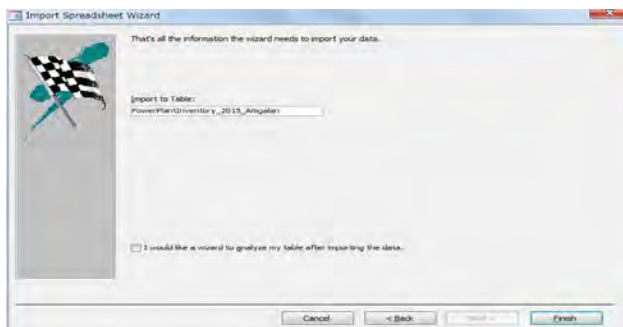 Import Spreadsheet Wizard
That's all the information the wizard needs to import your data.
Import to Table:
PowerPlantInventory_2015_Amgalan
I would like a wizard to analyze my table after importing the data.
Cancel
< Back
Next >
Finish